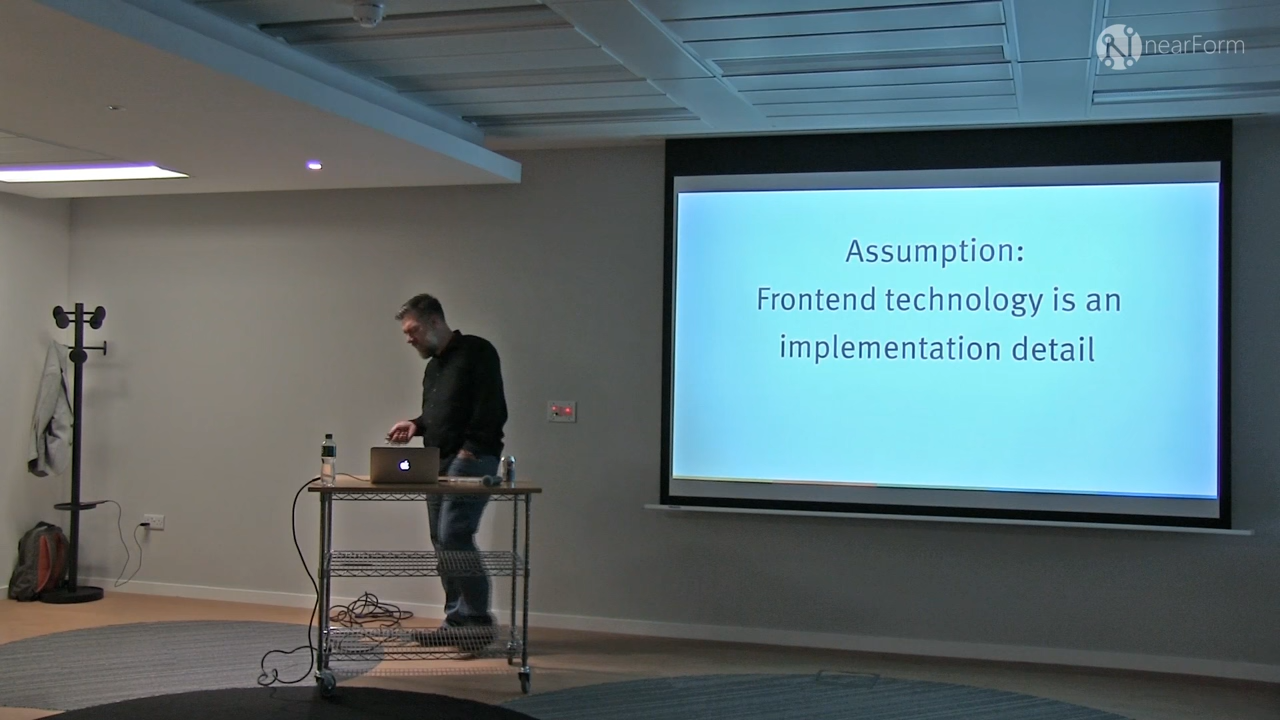 nearForm
Assumption:
Frontend technology is an
implementation detail